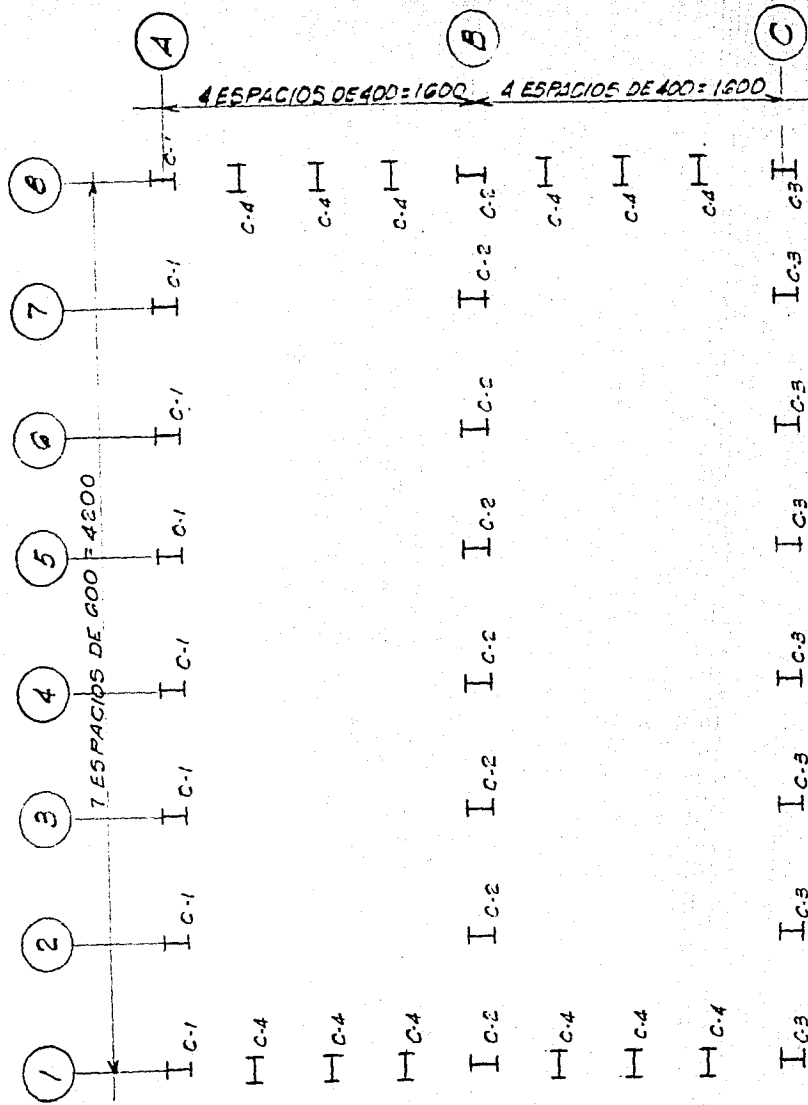 A
B
C
4 ESPACIOS DE 400 = 1600
4 ESPACIOS DE 400 = 1600
8
C-1
C-4
C-4
C-4
C-2
C-4
C-4
C-4
C-3
7
C-1
C-2
C-3
6
C-1
C-2
C-3
7 ESPACIOS DE 600 = 4200
5
C-1
C-2
C-3
4
C-1
C-2
C-3
3
C-1
C-2
C-3
2
C-1
C-2
C-3
1
C-1
C-4
C-4
C-4
C-2
C-4
C-4
C-4
C-3